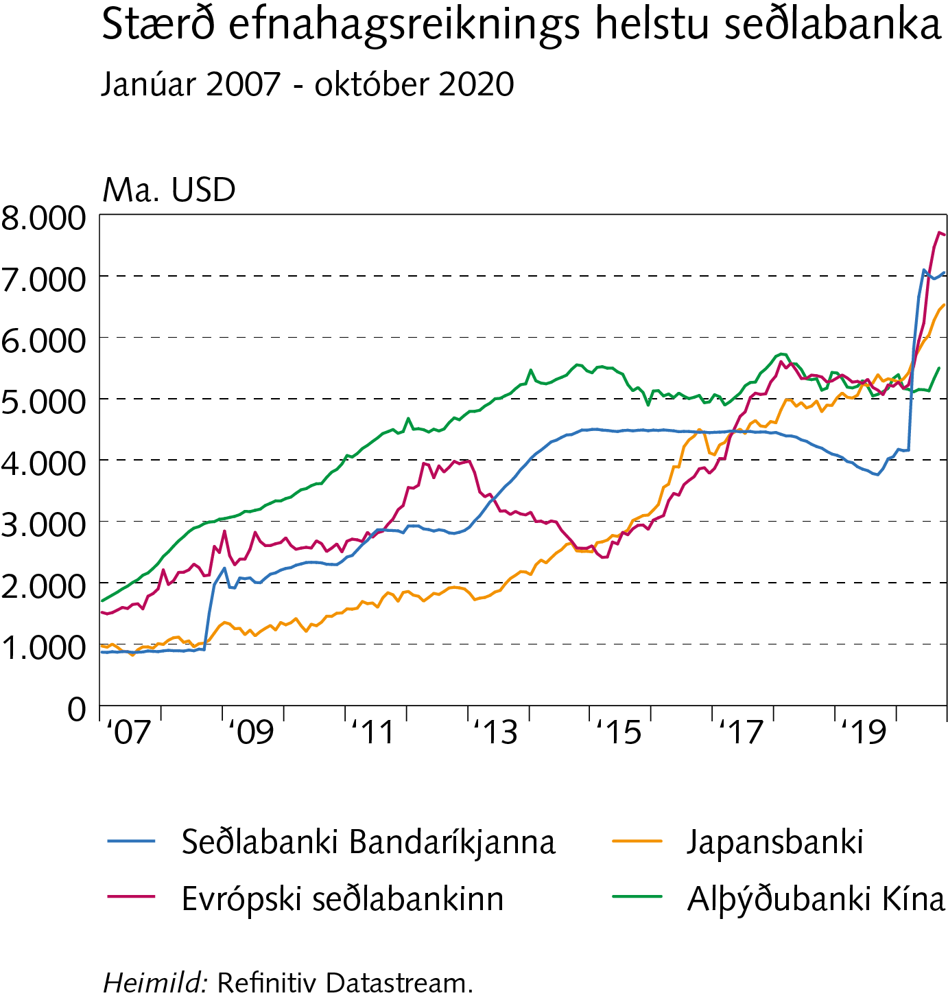 Stærð efnahagsreiknings helstu seðlabanka
Janúar 2007 - október 2020
Ma. USD
8.000
7.000
6.000
5.000
4.000
3.000
2.000
1.000
0
‘07 ‘09 ‘11 ‘13 ‘15 ‘17 ‘19
Seðlabanki Bandaríkjanna
Japansbanki
Evrópski seðlabankinn
Alþýðubanki Kína
Heimild: Refinitiv Datastream.